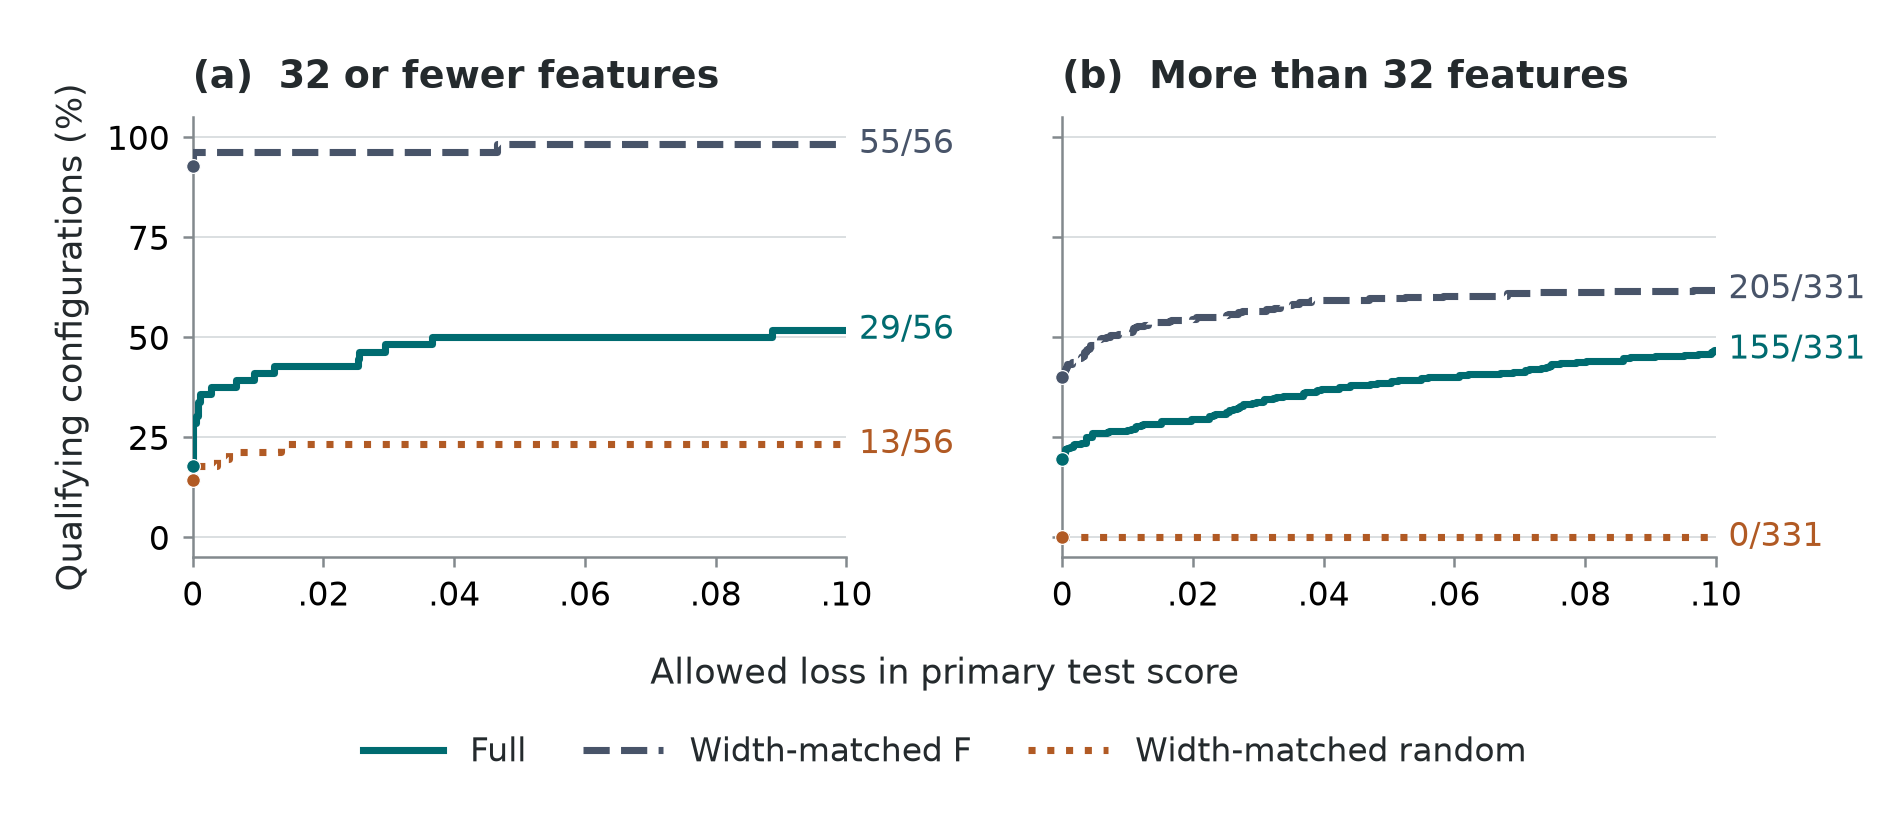 (a) 32 or fewer features
(b) More than 32 features
Qualifying configurations (%)
100
75
50
25
0
55/56
29/56
13/56
205/331
155/331
0/331
0 .02 .04 .06 .08 .10
0 .02 .04 .06 .08 .10
Allowed loss in primary test score
Full
Width-matched F
Width-matched random